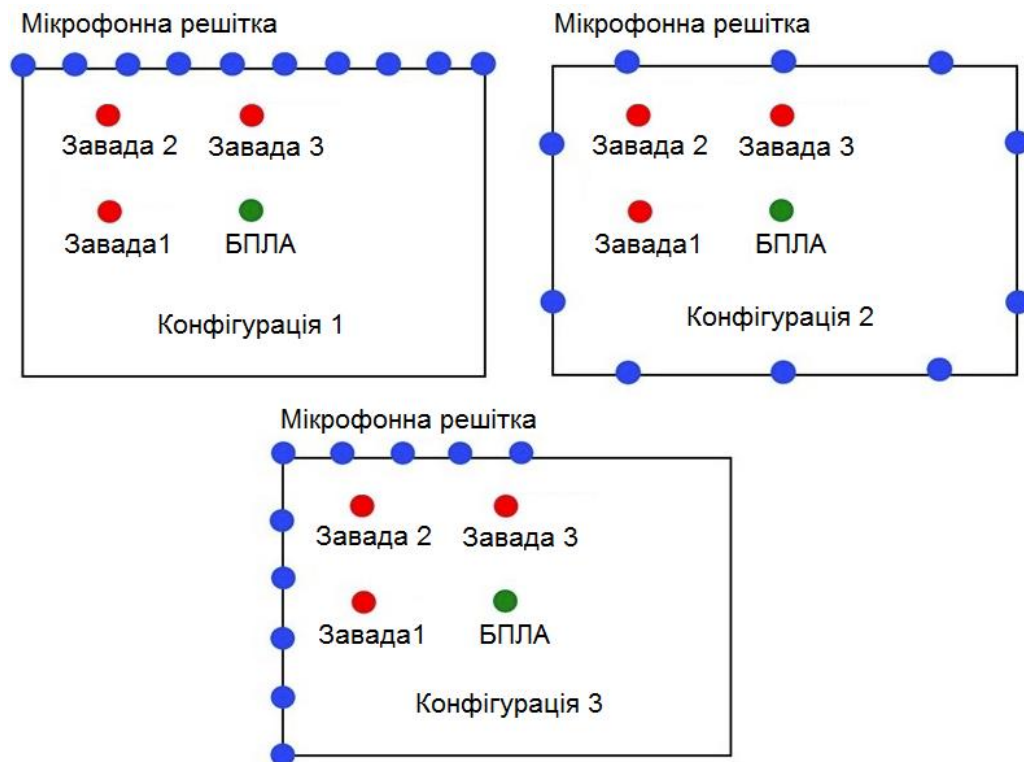 Мікрофонна решітка
Завада 2 Завада 3
Завада1 БПЛА
Конфігурація 1
Мікрофонна решітка
Завада 2 Завада 3
Завада1 БПЛА
Конфігурація 2
Мікрофонна решітка
Завада 2 Завада 3
Завада1 БПЛА
Конфігурація 3